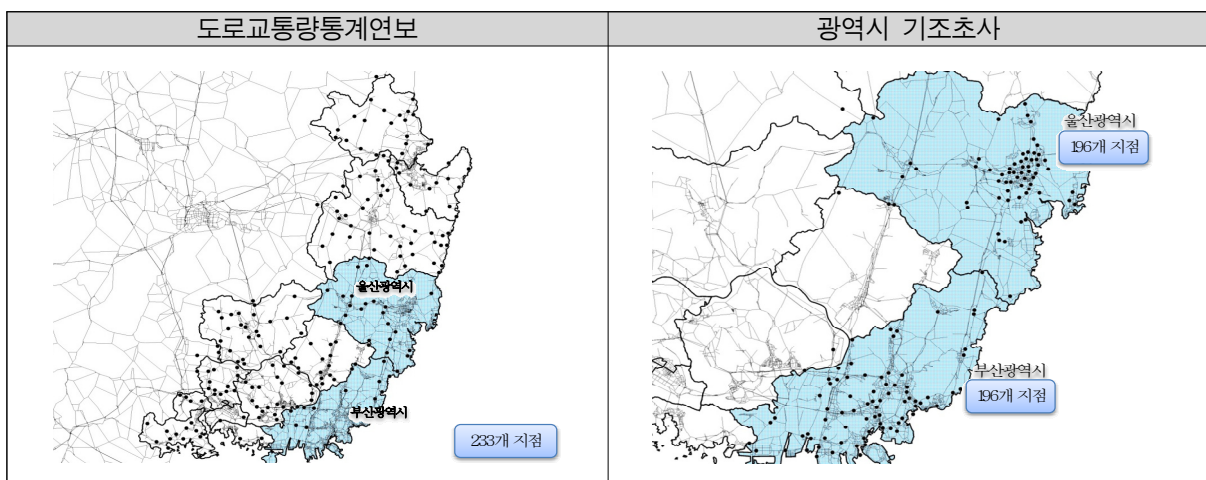 도로교통량통계연보
광역시 기조초사
울산광역시
부산광역시
233개 지점
울산광역시
196개 지점
부산광역시
196개 지점